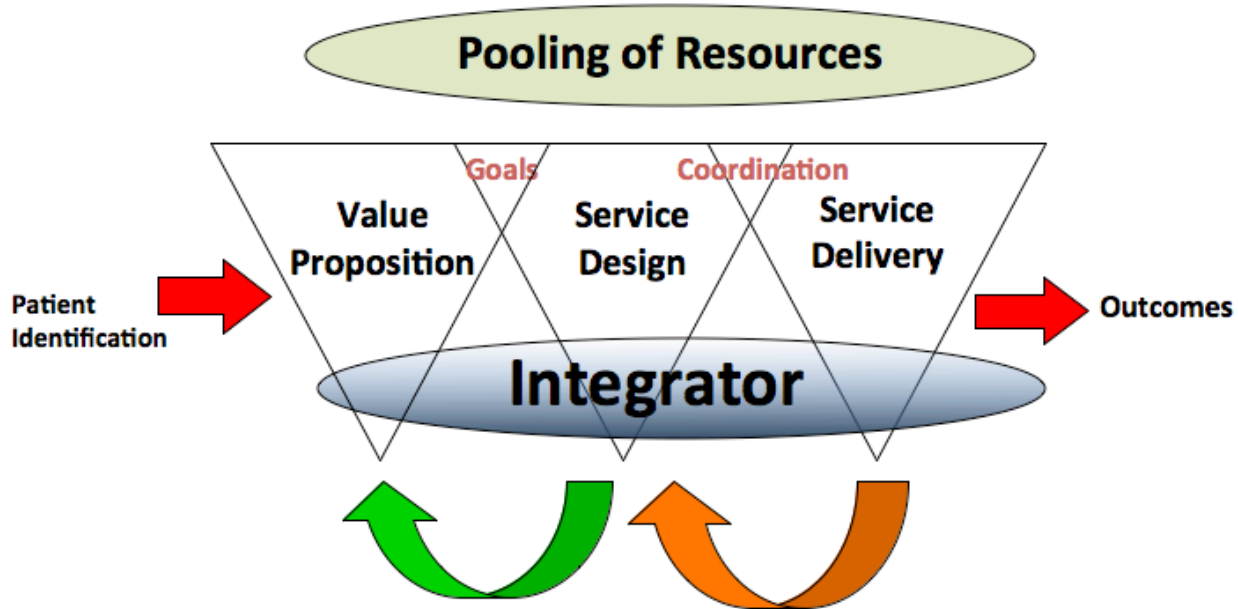 Pooling of Resources
Goals
Coordination
Value
Proposition
Service
Design
Service
Delivery
Patient
Identification
Outcomes
Integrator